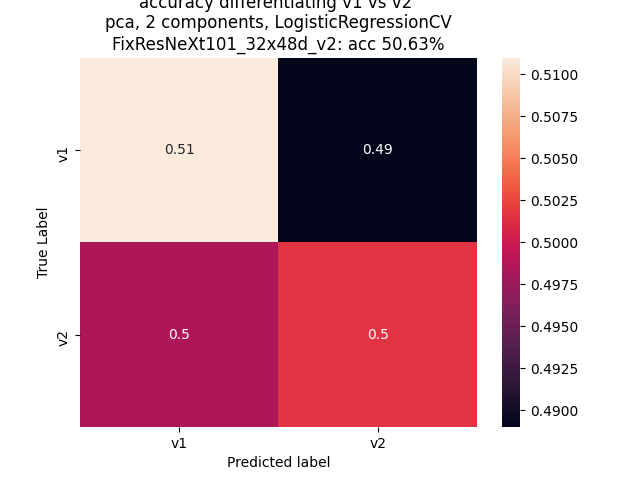 accuracy differentiating v1 vs v2
pca, 2 components, LogisticRegressionCV
FixResNeXt101_32x48d_v2: acc 50.63%
0.51
0.49
0.5
0.5
v1
v2
True Label
v1
v2
Predicted label
0.5100
0.5075
0.5050
0.5025
0.5000
0.4975
0.4950
0.4925
0.4900